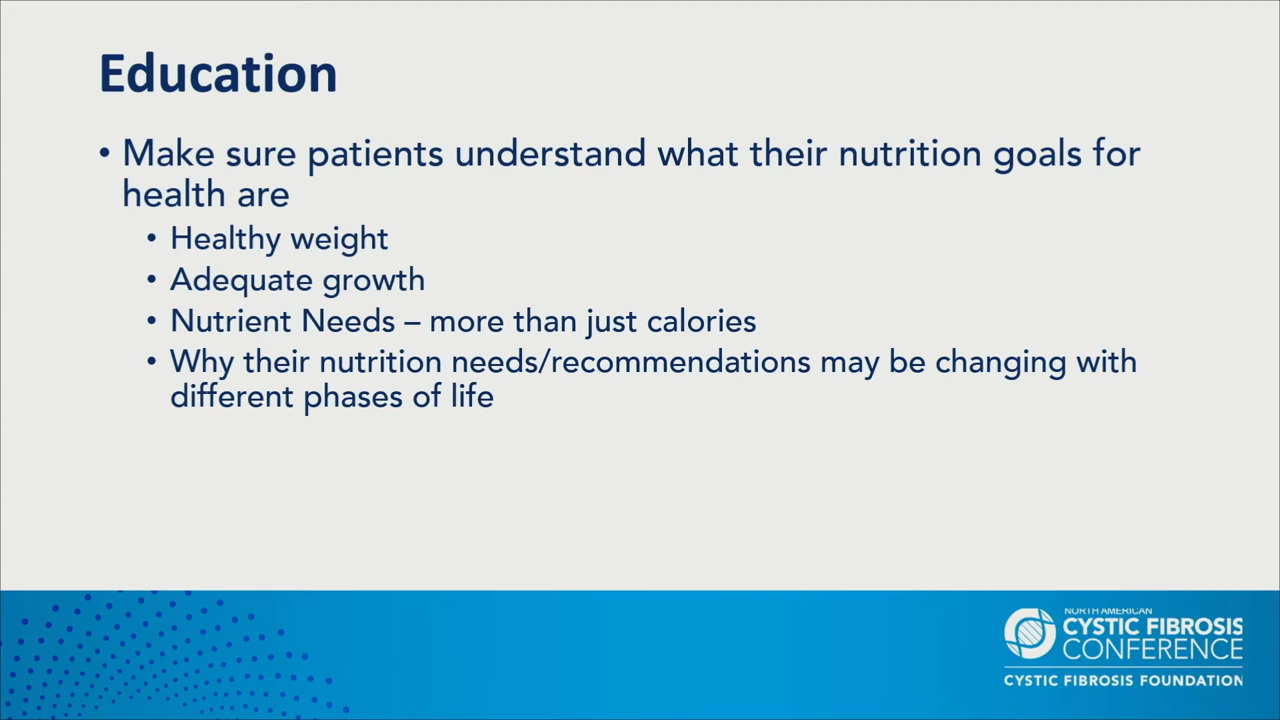 Education
• Make sure patients understand what their nutrition goals for
health are
• Healthy weight
• Adequate growth
• Nutrient Needs – more than just calories
• Why their nutrition needs/recommendations may be changing with
different phases of life
NORTH AMERICAN
CYSTIC FIBROSIS
CONFERENCE
CYSTIC FIBROSIS FOUNDATION